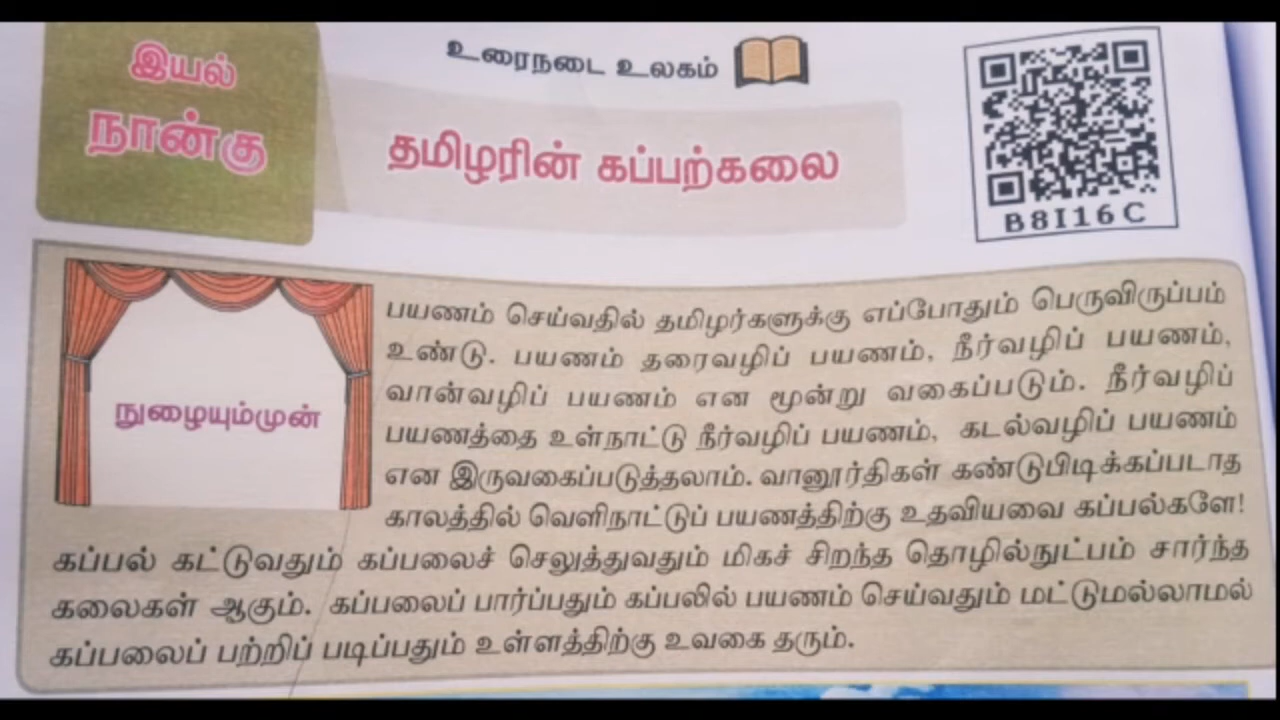 இயல்
நான்கு
உரைநடை உலகம்
தமிழரின் கப்பற்கலை
B8I16C
நுழையும்முன்
பயணம் செய்வதில் தமிழர்களுக்கு எப்போதும் பெருவிருப்பம்
உண்டு. பயணம் தரைவழிப் பயணம், நீர்வழிப் பயணம்,
வான்வழிப் பயணம் என மூன்று வகைப்படும். நீர்வழிப்
பயணத்தை உள்நாட்டு நீர்வழிப் பயணம், கடல்வழிப் பயணம்
என இருவகைப்படுத்தலாம். வானூர்திகள் கண்டுபிடிக்கப்படாத
காலத்தில் வெளிநாட்டுப் பயணத்திற்கு உதவியவை கப்பல்களே!
கப்பல் கட்டுவதும் கப்பலைச் செலுத்துவதும் மிகச் சிறந்த தொழில்நுட்பம் சார்ந்த
கலைகள் ஆகும். கப்பலைப் பார்ப்பதும் கப்பலில் பயணம் செய்வதும் மட்டுமல்லாமல்
கப்பலைப் பற்றிப் படிப்பதும் உள்ளத்திற்கு உவகை தரும்.